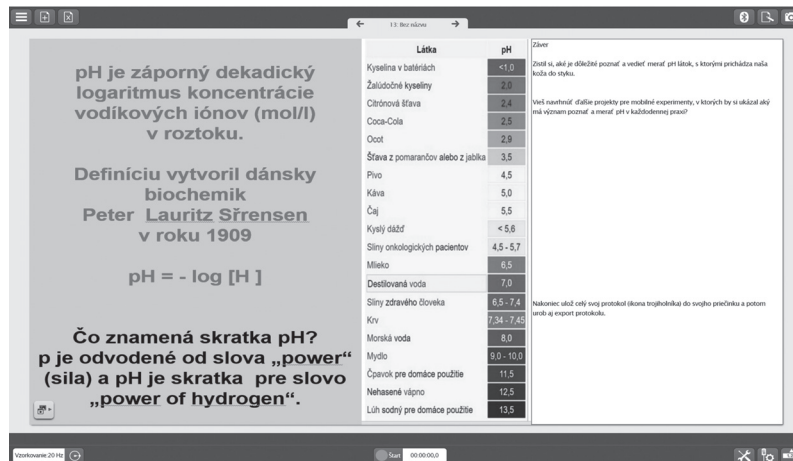 13: Bez názvu
pH je záporný dekadický
logaritmus koncentrácie
vodíkových iónov (mol/l)
v roztoku.
Definíciu vytvoril dánsky
biochemik
Peter Lauritz Sřrensen
v roku 1909
pH = - log [H ]
Čo znamená skratka pH?
p je odvodené od slova „power“
(sila) a pH je skratka pre slovo
„power of hydrogen“.
Látka pH
Kyselina v batériách <1,0
Žalúdočné kyseliny 2,0
Citrónová šťava 2,4
Coca-Cola 2,5
Ocot 2,9
Šťava z pomarančov alebo z jablka 3,5
Pivo 4,5
Káva 5,0
Čaj 5,5
Kyslý dážď < 5,6
Sliny onkologických pacientov 4,5 - 5,7
Mlieko 6,5
Destilovaná voda 7,0
Sliny zdravého človeka 6,5 - 7,4
Krv 7,34 - 7,45
Morská voda 8,0
Mydlo 9,0 - 10,0
Čpavok pre domáce použitie 11,5
Nehasené vápno 12,5
Lúh sodný pre domáce použitie 13,5
Záver
Zistil si, aké je dôležité poznať a vedieť merať pH látok, s ktorými prichádza naša
koža do styku.
Vieš navrhnúť ďalšie projekty pre mobilné experimenty, v ktorých by si ukázal aký
má význam poznať a merať pH v každodennej praxi?
Nakoniec ulož celý svoj protokol (ikona trojiholníka) do svojho priečinku a potom
urob aj export protokolu.
Vzorkovanie:20 Hz
Štart 00:00:00,0